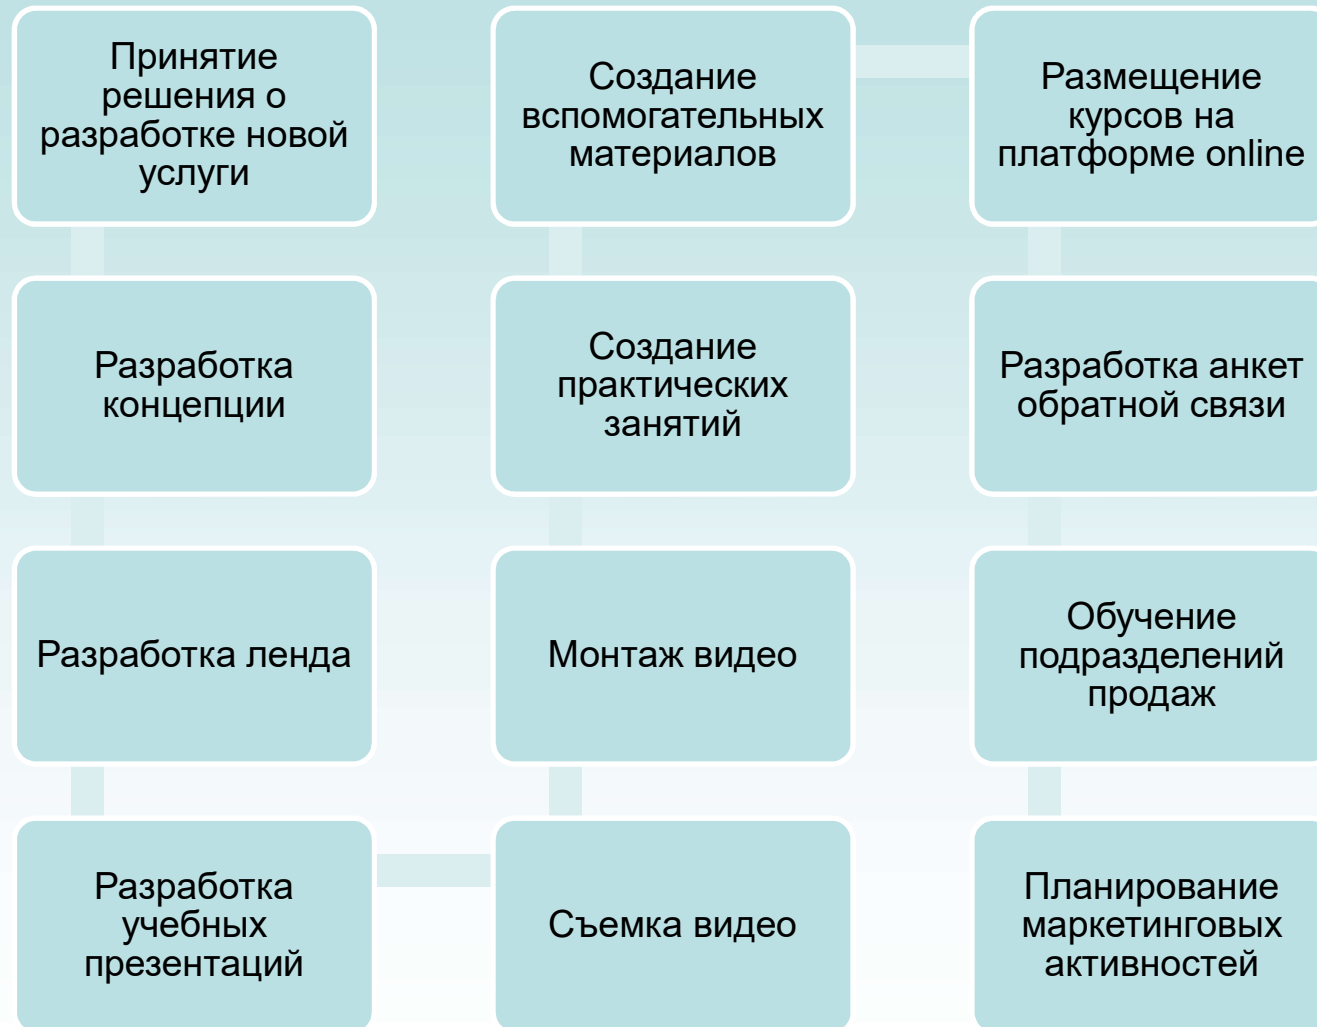 Принятие
решения о
разработке новой
услуги
Разработка
концепции
Разработка ленда
Разработка
учебных
презентаций
Съемка видео
Монтаж видео
Создание
практических
занятий
Создание
вспомогательных
материалов
Размещение
курсов на
платформе online
Разработка анкет
обратной связи
Обучение
подразделений
продаж
Планирование
маркетинговых
активностей